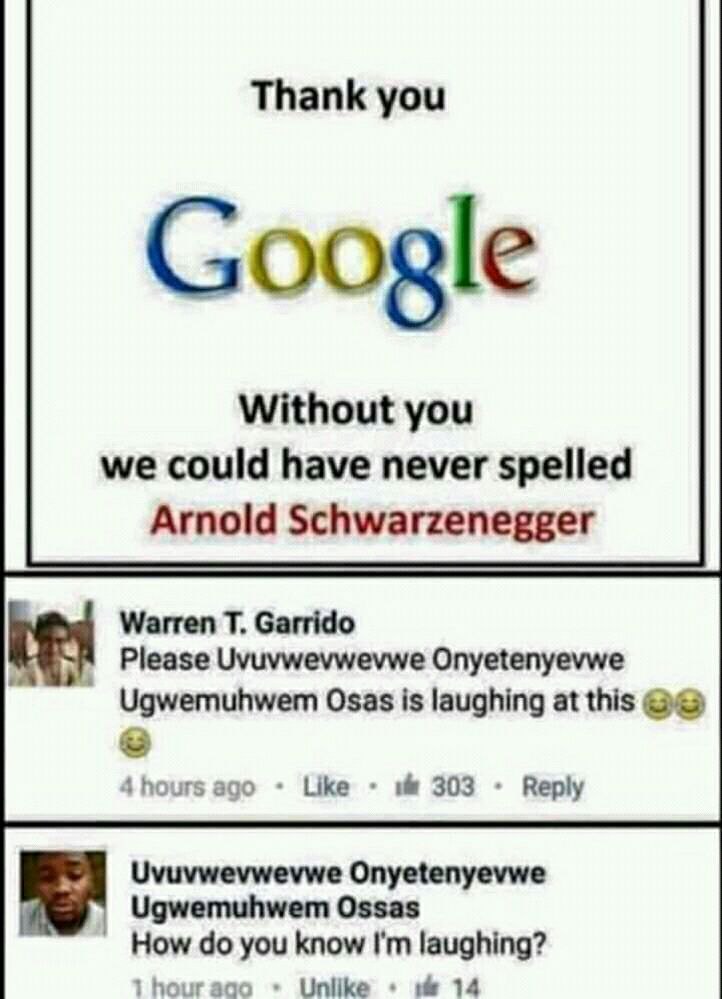 Thank you
Google
Without you
we could have never spelled
Arnold Schwarzenegger
Warren T. Garrido
Please Uvuvwevwevwe Onyetenyevwe
Ugwemuhwem Osas is laughing at this 😂😂
😂
4 hours ago · Like · 👍 303 · Reply
Uvuvwevwevwe Onyetenyevwe
Ugwemuhwem Ossas
How do you know I'm laughing?
1 hour ago · Unlike · 👍 14